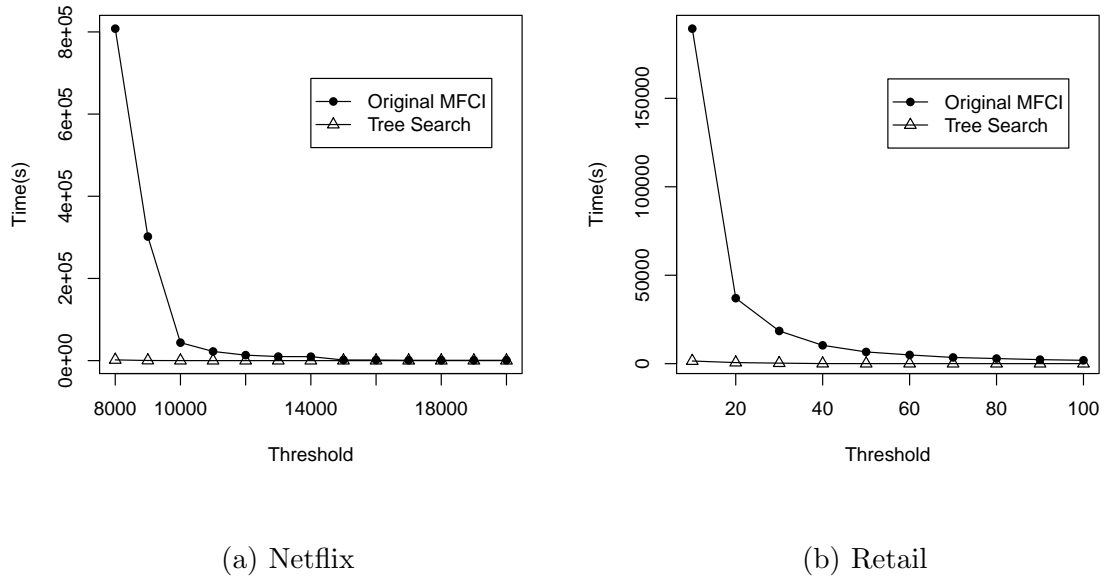 8e+05
6e+05
4e+05
2e+05
0e+00
Time(s)
Original MFCI
Tree Search
8000 10000 14000 18000
Threshold
(a) Netflix
150000
100000
50000
0
Time(s)
Original MFCI
Tree Search
20 40 60 80 100
Threshold
(b) Retail